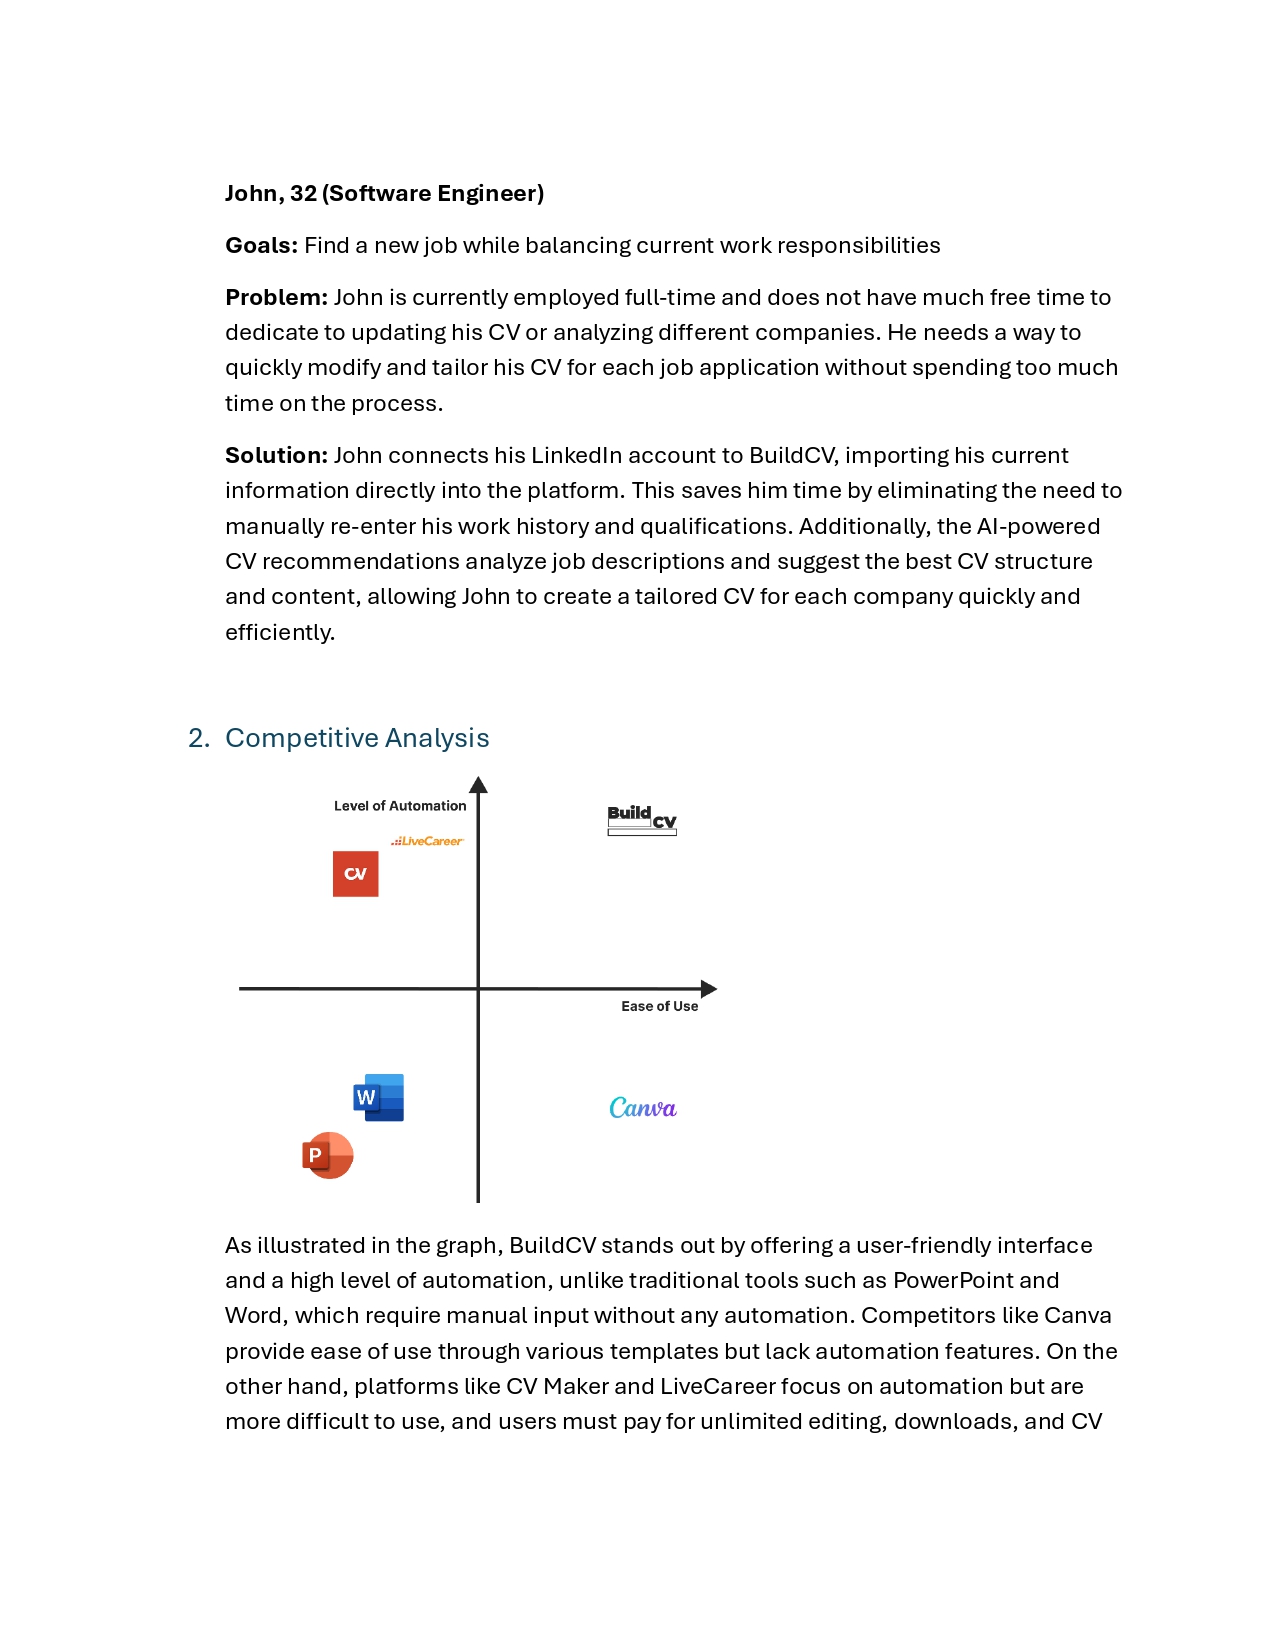 John, 32 (Software Engineer)
Goals: Find a new job while balancing current work responsibilities
Problem: John is currently employed full-time and does not have much free time to
dedicate to updating his CV or analyzing different companies. He needs a way to
quickly modify and tailor his CV for each job application without spending too much
time on the process.
Solution: John connects his LinkedIn account to BuildCV, importing his current
information directly into the platform. This saves him time by eliminating the need to
manually re-enter his work history and qualifications. Additionally, the AI-powered
CV recommendations analyze job descriptions and suggest the best CV structure
and content, allowing John to create a tailored CV for each company quickly and
efficiently.
2. Competitive Analysis
Level of Automation
Build
CV
LiveCareer
CV
Ease of Use
W
Canva
P
As illustrated in the graph, BuildCV stands out by offering a user-friendly interface
and a high level of automation, unlike traditional tools such as PowerPoint and
Word, which require manual input without any automation. Competitors like Canva
provide ease of use through various templates but lack automation features. On the
other hand, platforms like CV Maker and LiveCareer focus on automation but are
more difficult to use, and users must pay for unlimited editing, downloads, and CV